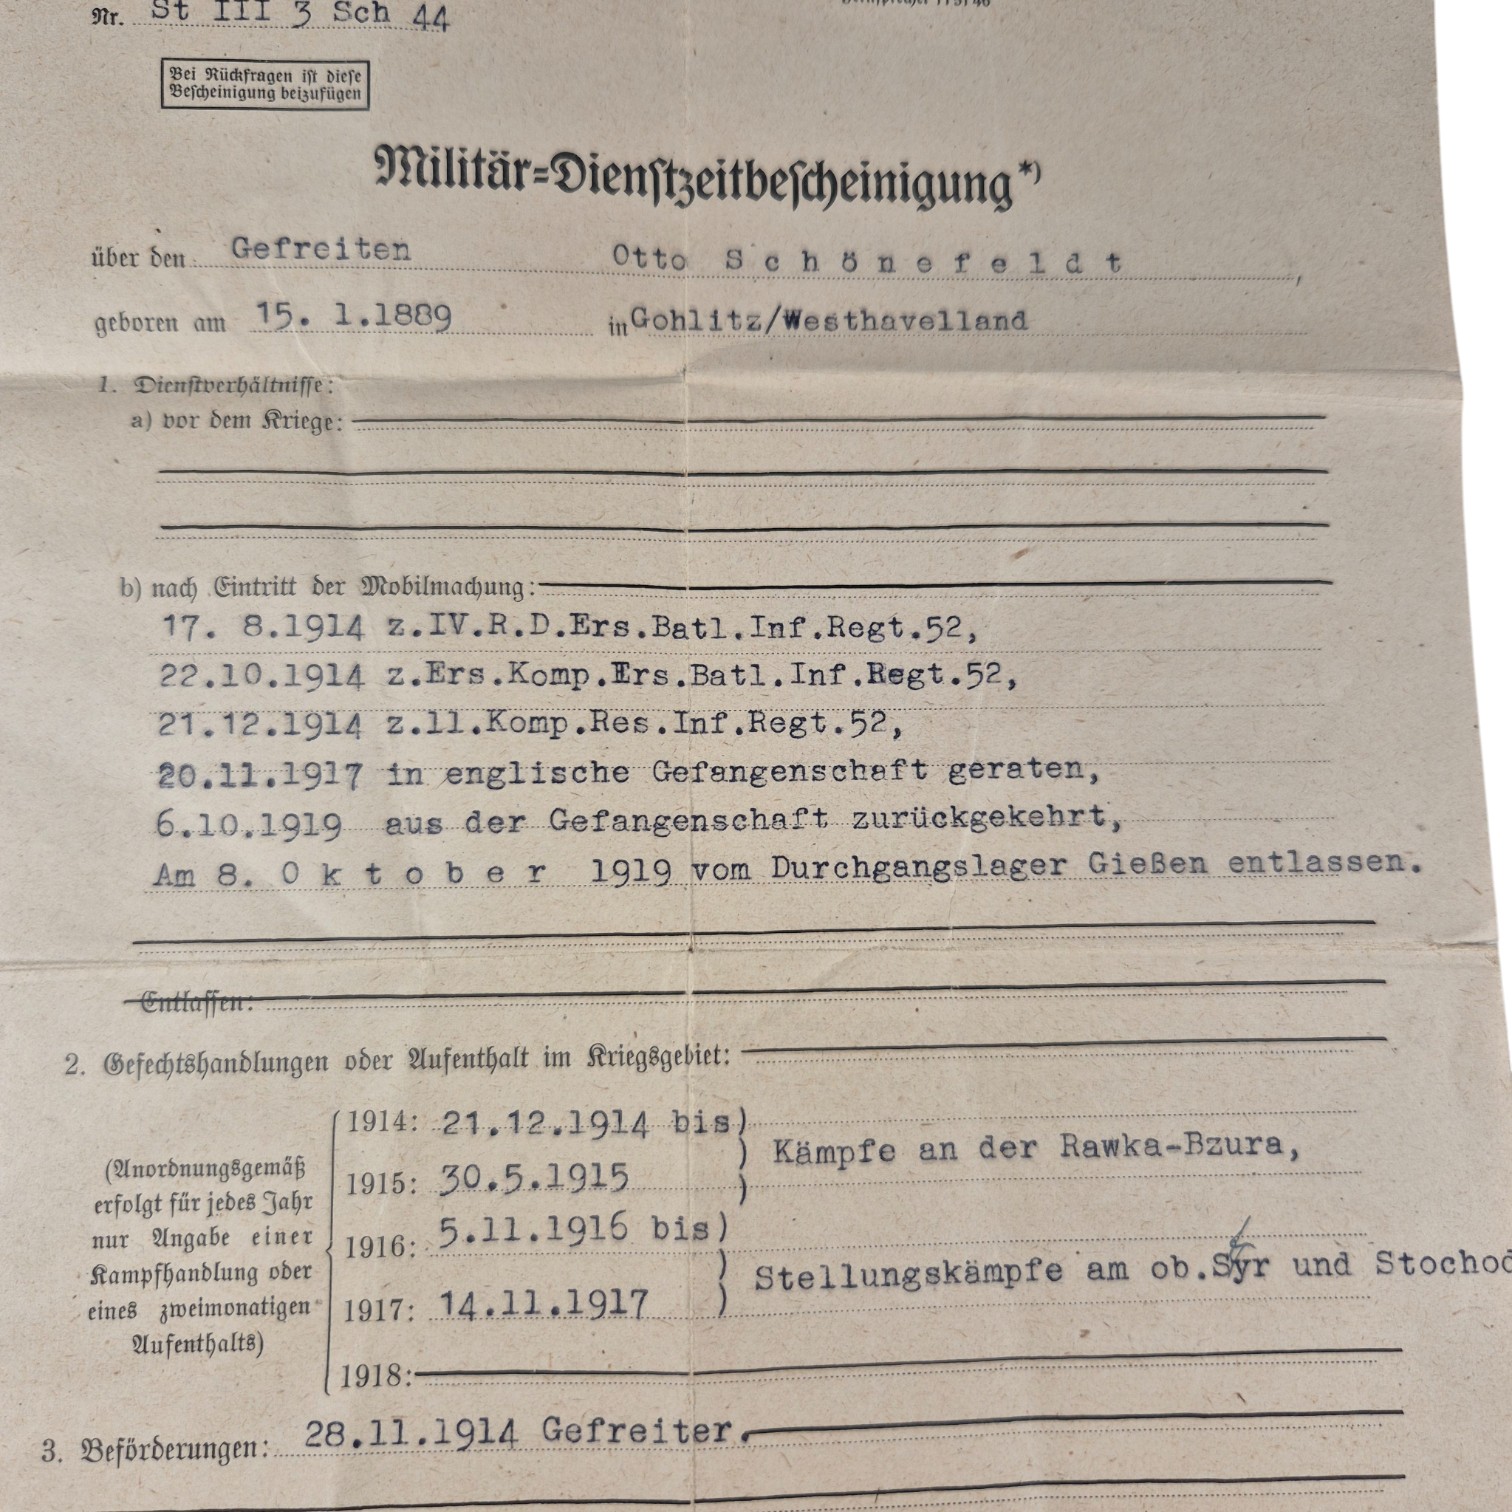 Nr. St III 3 Sch 44
Bei Rückfragen ist diese
Bescheinigung beizufügen
Militär=Dienstzeitbescheinigung*)
über den Gefreiten Otto S c h ö n e f e l d t ,
geboren am 15. 1.1889 in Gohlitz/Westhavelland
1. Dienstverhältnisse:
a) vor dem Kriege:
b) nach Eintritt der Mobilmachung:
17. 8.1914 z.IV.R.D.Ers.Batl.Inf.Regt.52,
22.10.1914 z.Ers.Komp.Ers.Batl.Inf.Regt.52,
21.12.1914 z.11.Komp.Res.Inf.Regt.52,
20.11.1917 in englische Gefangenschaft geraten,
6.10.1919 aus der Gefangenschaft zurückgekehrt,
Am 8. O k t o b e r 1919 vom Durchgangslager Gießen entlassen.
Entlassen:
2. Gefechtshandlungen oder Aufenthalt im Kriegsgebiet:
(Anordnungsgemäß
erfolgt für jedes Jahr
nur Angabe einer
Kampfhandlung oder
eines zweimonatigen
Aufenthalts)
1914: 21.12.1914 bis)
) Kämpfe an der Rawka-Bzura,
1915: 30.5.1915 )
1916: 5.11.1916 bis)
) Stellungskämpfe am ob.Styr und Stochod
1917: 14.11.1917 )
1918:
3. Beförderungen: 28.11.1914 Gefreiter.